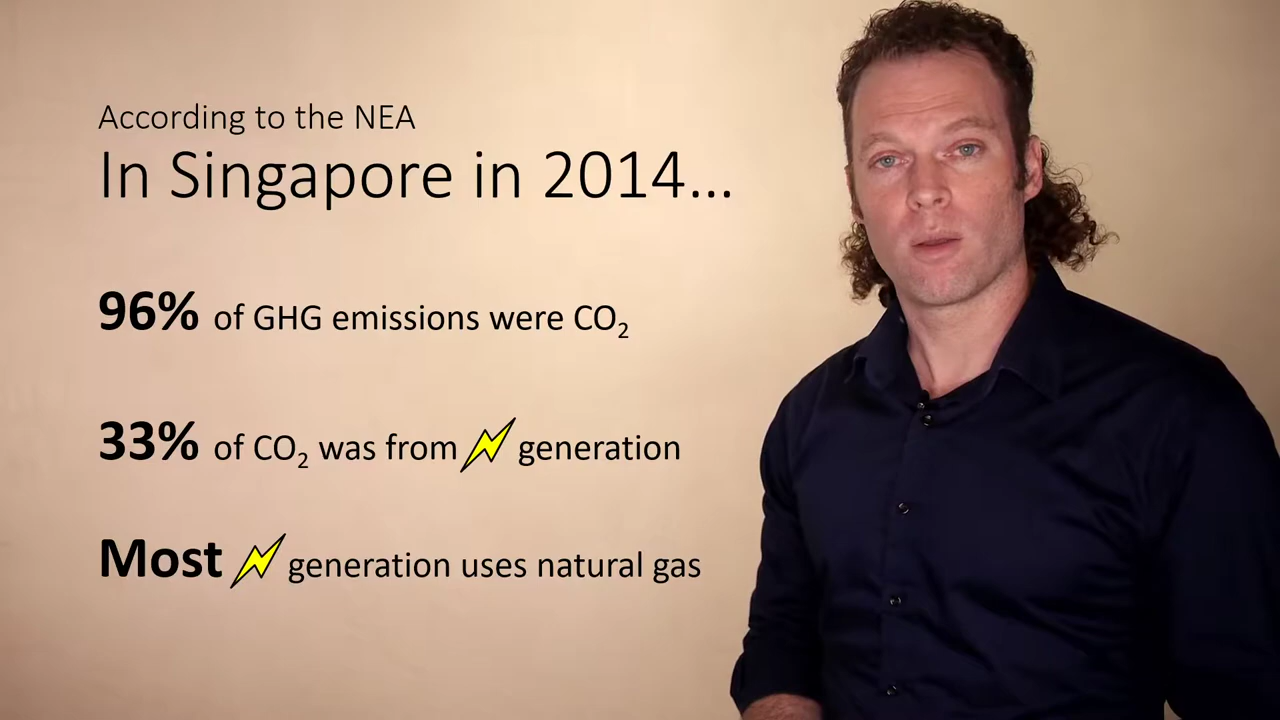 According to the NEA
In Singapore in 2014...
96% of GHG emissions were CO₂
33% of CO₂ was from generation
Most generation uses natural gas